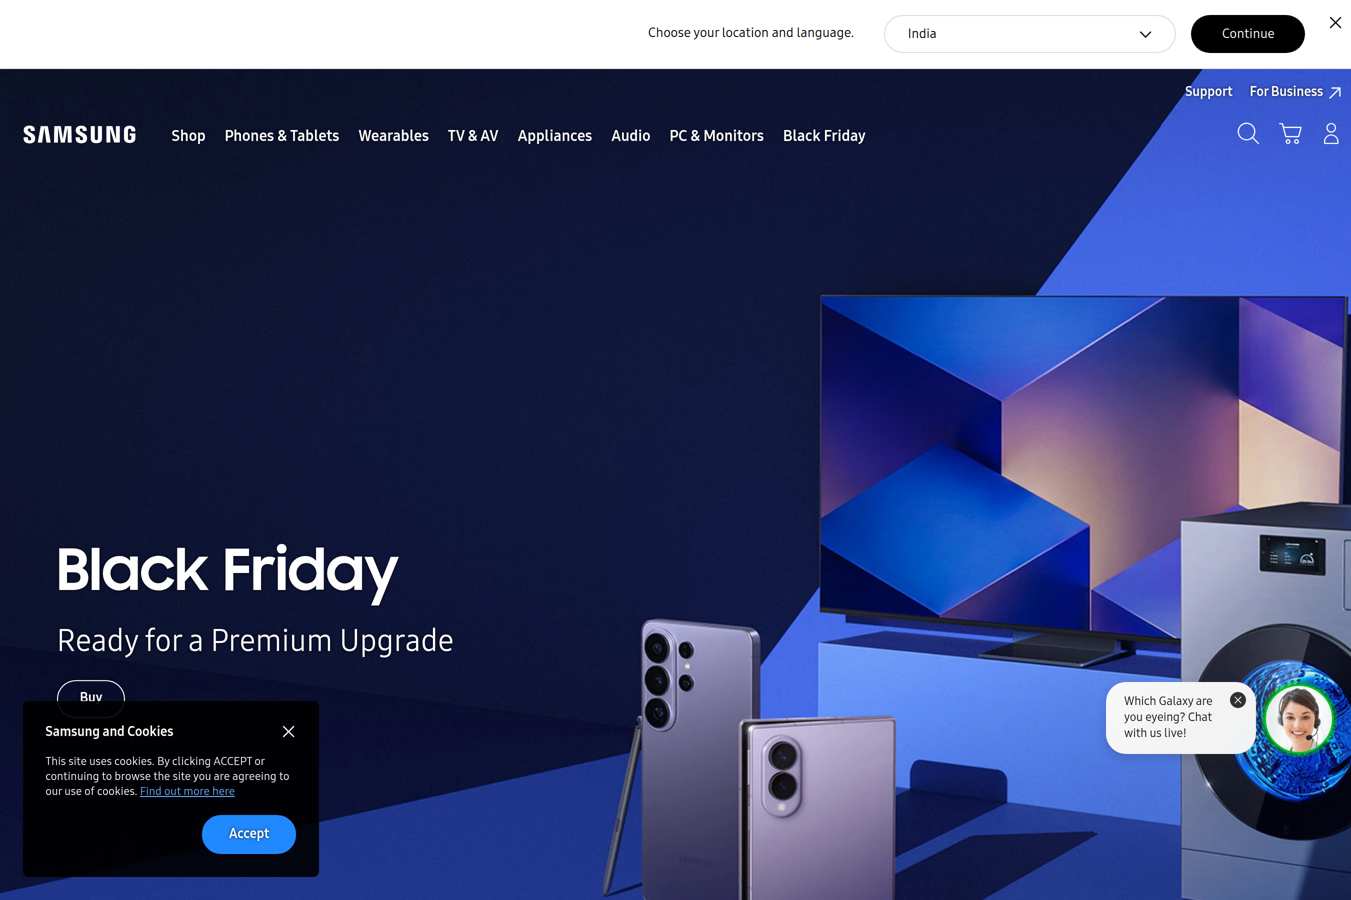 Choose your location and language.
India
Continue
Support
For Business
SAMSUNG
Shop
Phones & Tablets
Wearables
TV & AV
Appliances
Audio
PC & Monitors
Black Friday
Black Friday
Ready for a Premium Upgrade
Buy
Samsung and Cookies
This site uses cookies. By clicking ACCEPT or
continuing to browse the site you are agreeing to
our use of cookies. Find out more here
Accept
Which Galaxy are
you eyeing? Chat
with us live!